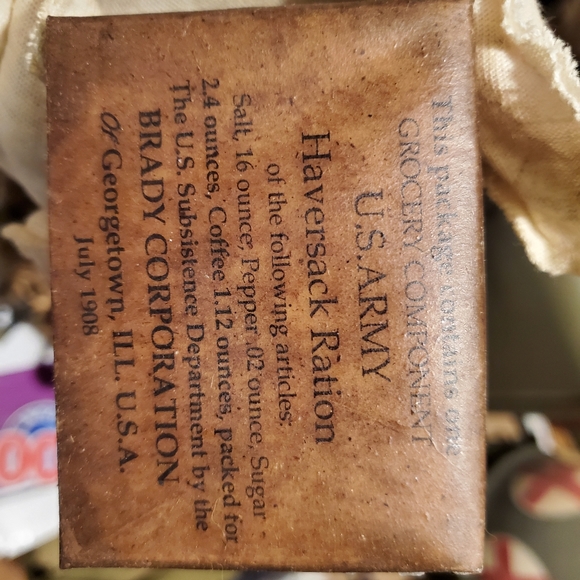 This package contains one
GROCERY COMPONENT
U.S. ARMY
Haversack Ration
of the following articles:
Salt, 16 ounce; Pepper .02 ounce, Sugar
2.4 ounces, Coffee 1.12 ounces, packed for
The U.S. Subsistence Department by the
BRADY CORPORATION
Of Georgetown, ILL. U.S.A.
July 1908